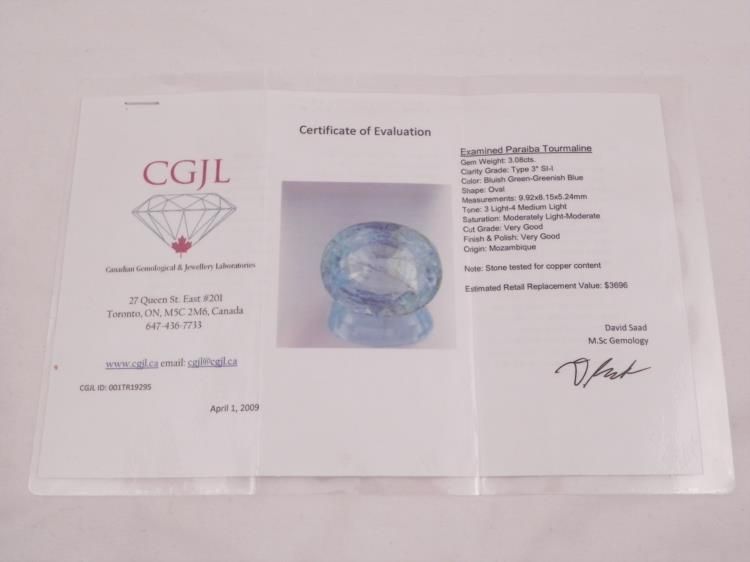 CGJL
Canadian Gemological & Jewellery Laboratories
27 Queen St. East #201
Toronto, ON, M5C 2M6, Canada
647-436-7733
www.cgjl.ca email: cgjl@cgjl.ca
CGJL ID: 001TR19295
April 1, 2009
Certificate of Evaluation
Examined Paraiba Tourmaline
Gem Weight: 3.08cts.
Clarity Grade: Type 3* SI-I
Color: Bluish Green-Greenish Blue
Shape: Oval
Measurements: 9.92x8.15x5.24mm
Tone: 3 Light-4 Medium Light
Saturation: Moderately Light-Moderate
Cut Grade: Very Good
Finish & Polish: Very Good
Origin: Mozambique
Note: Stone tested for copper content
Estimated Retail Replacement Value: $3696
David Saad
M.Sc Gemology